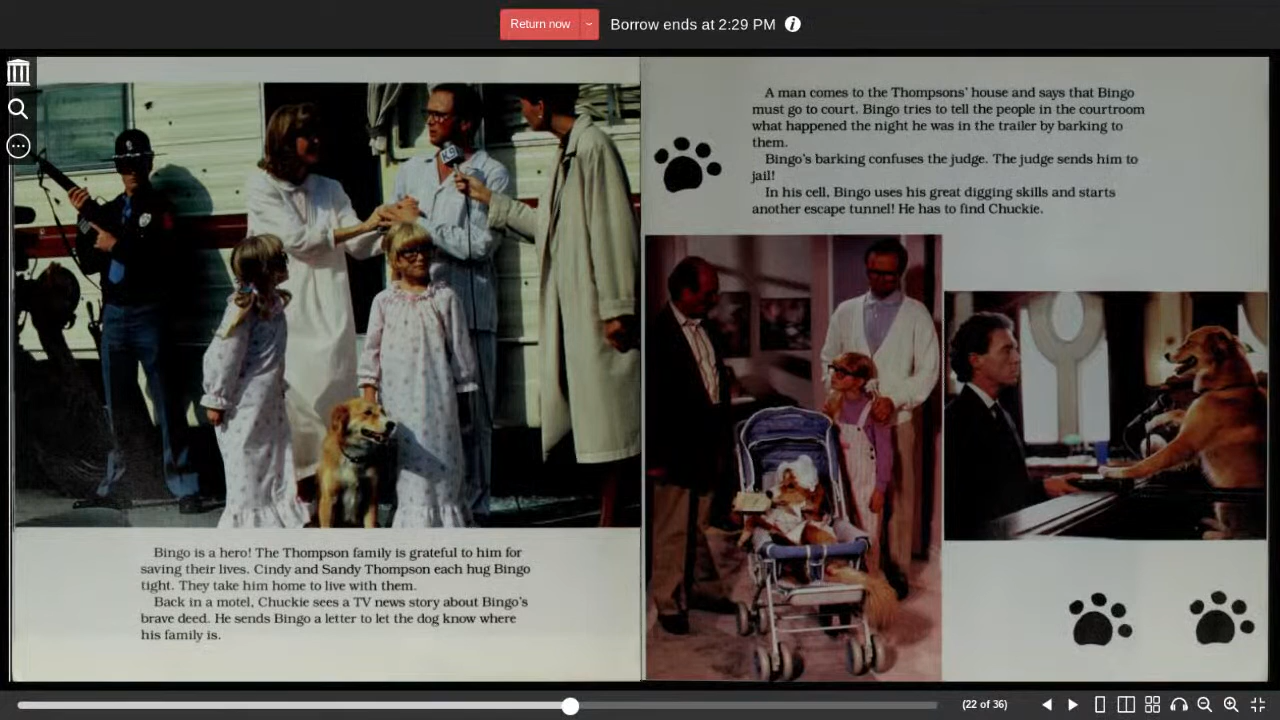 Return now
Borrow ends at 2:29 PM
K9
Bingo is a hero! The Thompson family is grateful to him for
saving their lives. Cindy and Sandy Thompson each hug Bingo
tight. They take him home to live with them.
Back in a motel, Chuckie sees a TV news story about Bingo's
brave deed. He sends Bingo a letter to let the dog know where
his family is.
A man comes to the Thompsons' house and says that Bingo
must go to court. Bingo tries to tell the people in the courtroom
what happened the night he was in the trailer by barking to
them.
Bingo's barking confuses the judge. The judge sends him to
jail!
In his cell, Bingo uses his great digging skills and starts
another escape tunnel! He has to find Chuckie.
(22 of 36)